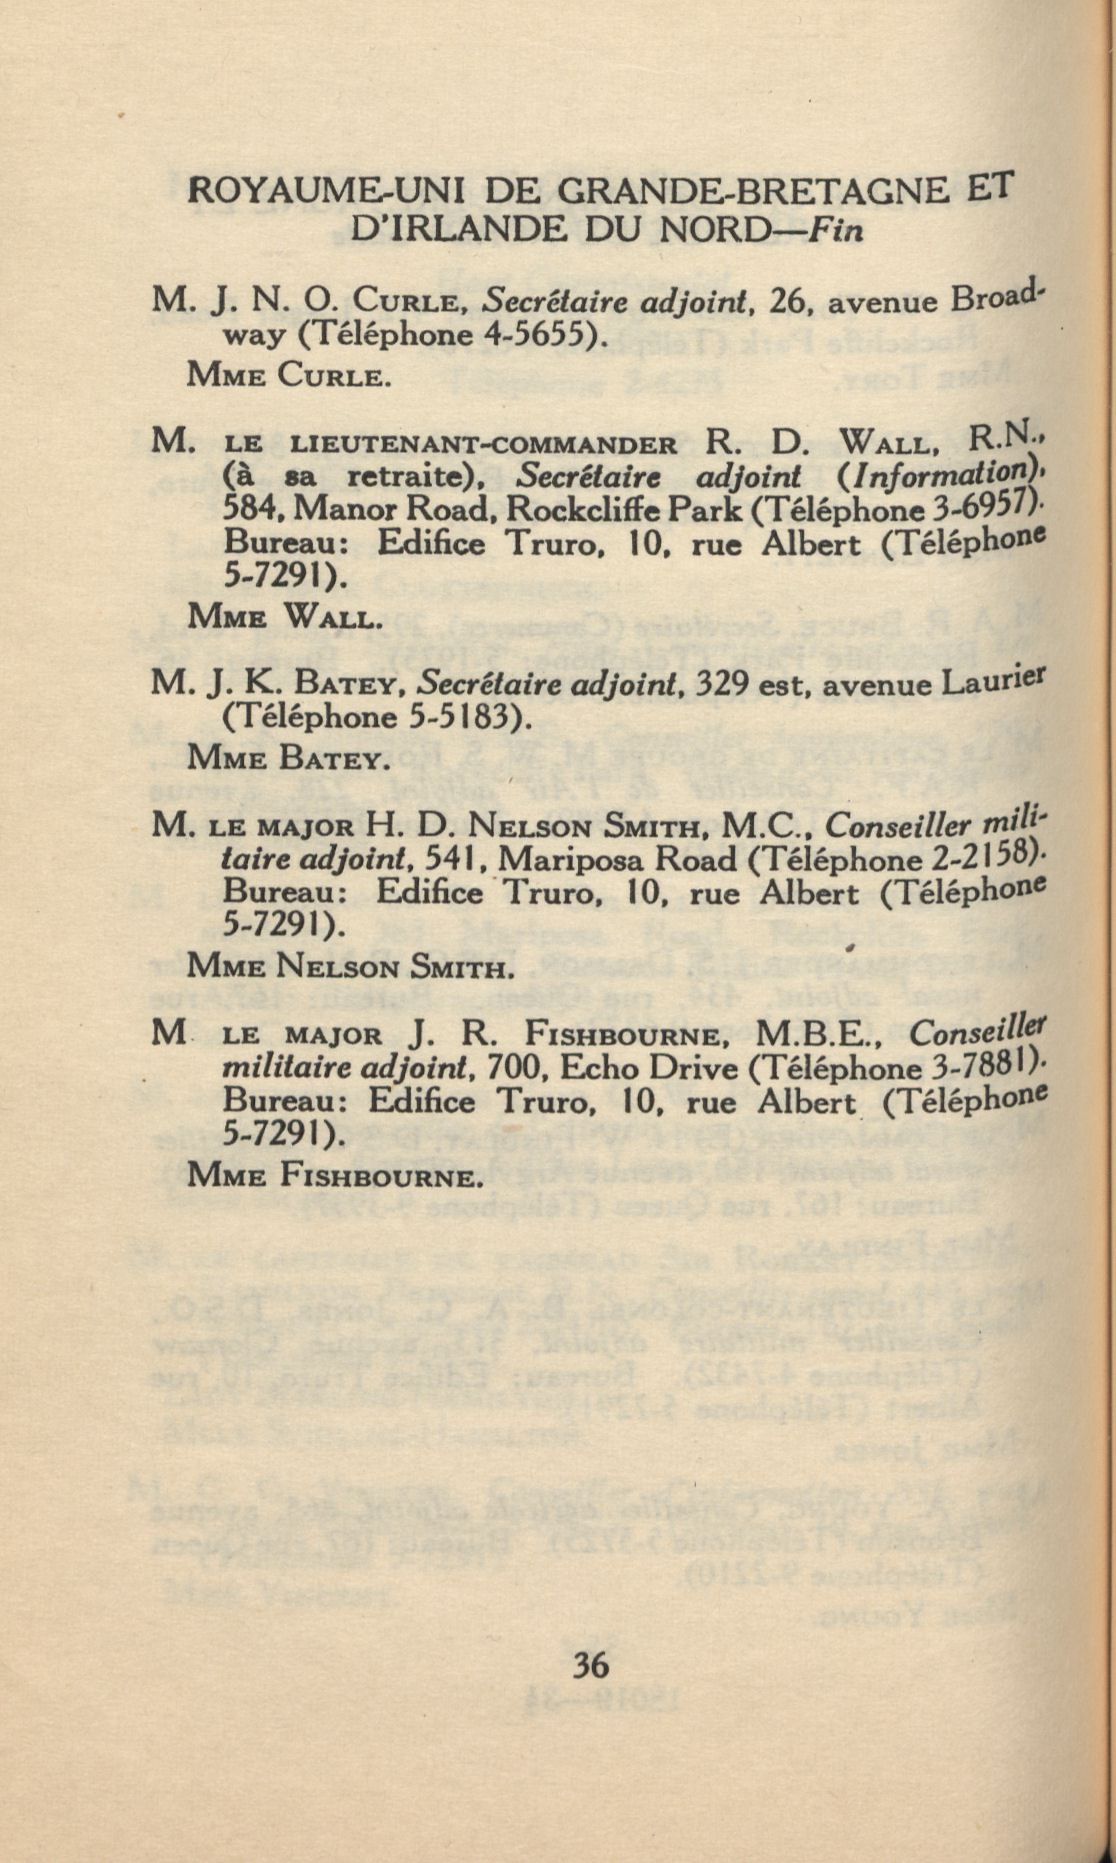 ROYAUME-UNI DE GRANDE-BRETAGNE ET
D'IRLANDE DU NORD—Fin
M. J. N. O. CURLE, Secrétaire adjoint, 26, avenue Broad-
way (Téléphone 4-5655).
MME CURLE.
M. LE LIEUTENANT-COMMANDER R. D. WALL, R.N.,
(à sa retraite), Secrétaire adjoint (Information),
584, Manor Road, Rockcliffe Park (Téléphone 3-6957).
Bureau: Edifice Truro, 10, rue Albert (Téléphone
5-7291).
MME WALL.
M. J. K. BATEY, Secrétaire adjoint, 329 est, avenue Laurier
(Téléphone 5-5183).
MME BATEY.
M. LE MAJOR H. D. NELSON SMITH, M.C., Conseiller mili-
taire adjoint, 541, Mariposa Road (Téléphone 2-2158).
Bureau: Edifice Truro, 10, rue Albert (Téléphone
5-7291).
MME NELSON SMITH.
M LE MAJOR J. R. FISHBOURNE, M.B.E., Conseiller
militaire adjoint, 700, Echo Drive (Téléphone 3-7881).
Bureau: Edifice Truro, 10, rue Albert (Téléphone
5-7291).
MME FISHBOURNE.
36